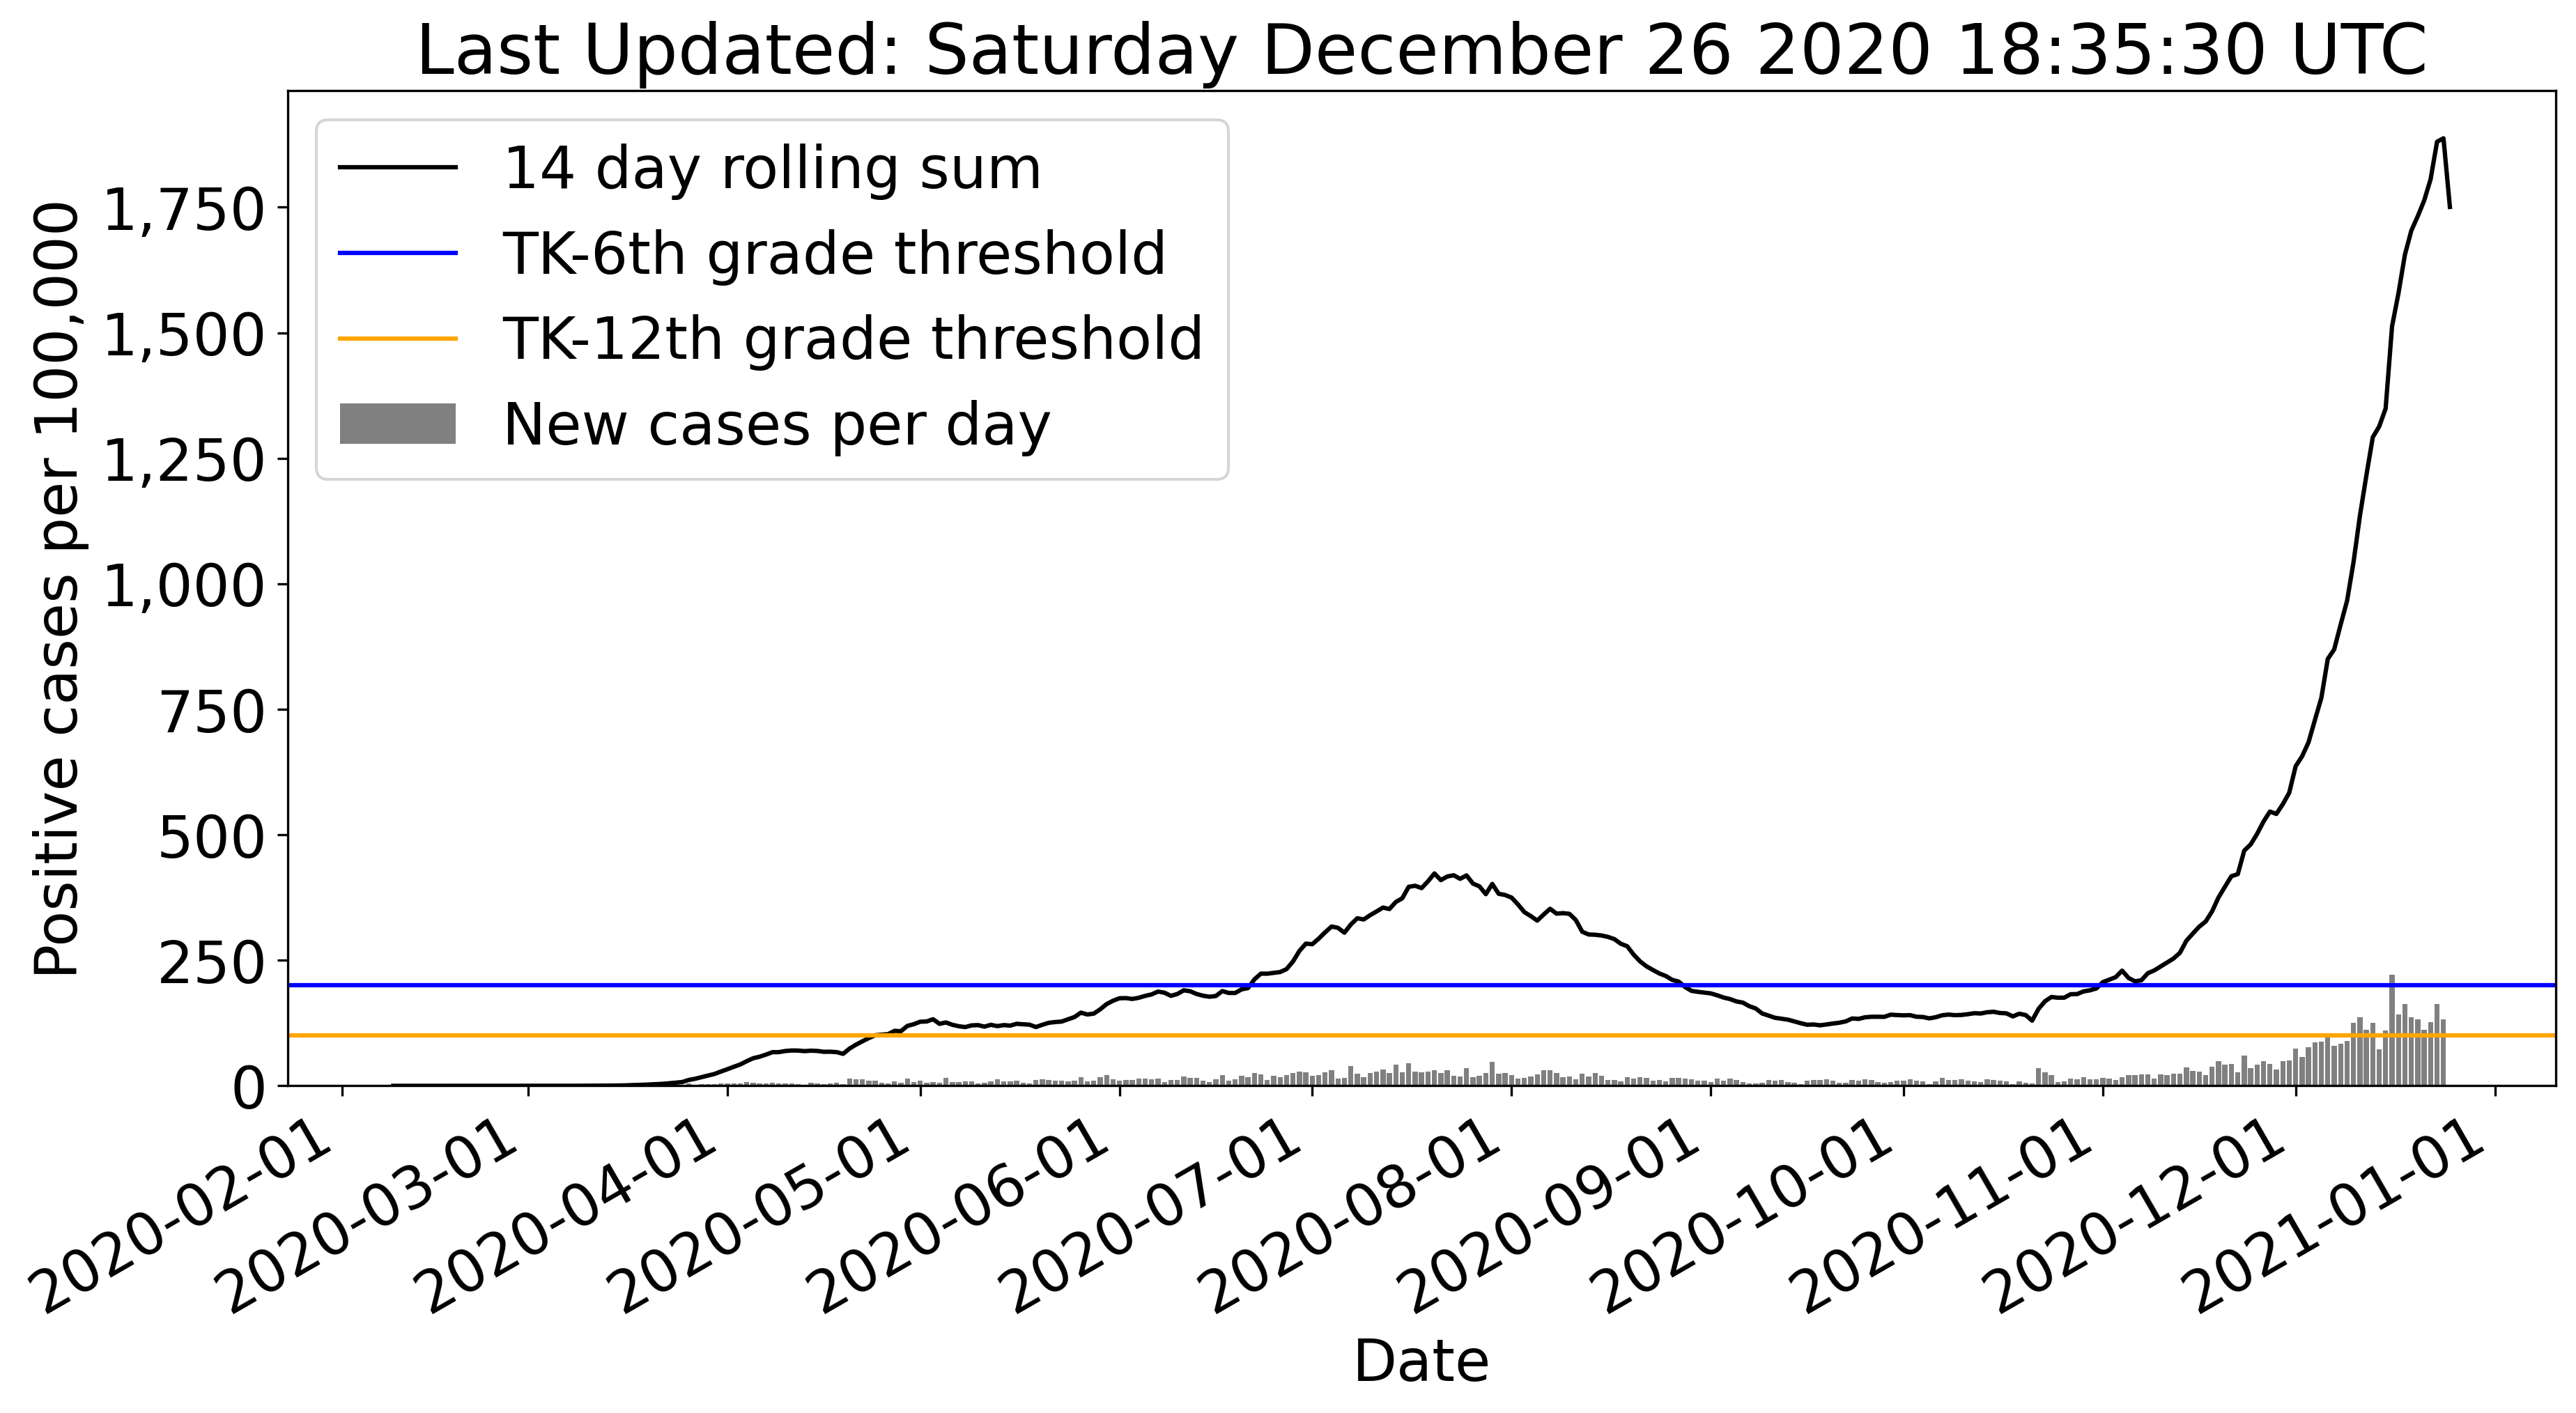 Last Updated: Saturday December 26 2020 18:35:30 UTC
14 day rolling sum
TK-6th grade threshold
TK-12th grade threshold
New cases per day
Positive cases per 100,000
1,750
1,500
1,250
1,000
750
500
250
0
2020-02-01
2020-03-01
2020-04-01
2020-05-01
2020-06-01
2020-07-01
2020-08-01
2020-09-01
2020-10-01
2020-11-01
2020-12-01
2021-01-01
Date